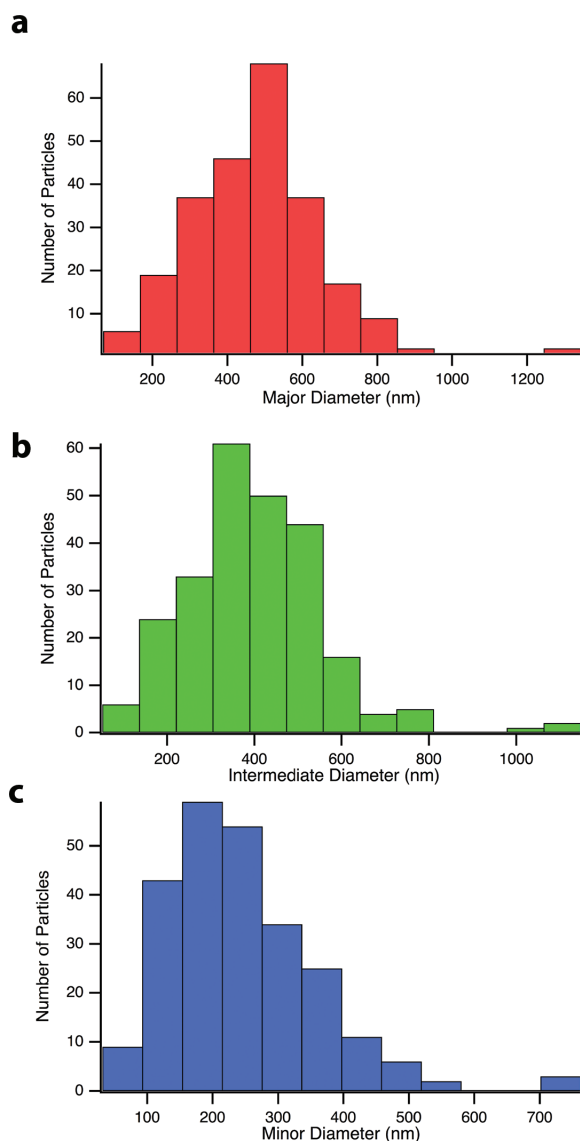 a
Number of Particles
60
50
40
30
20
10
200 400 600 800 1000 1200
Major Diameter (nm)
b
Number of Particles
60
50
40
30
20
10
0
200 400 600 800 1000
Intermediate Diameter (nm)
c
Number of Particles
50
40
30
20
10
0
100 200 300 400 500 600 700
Minor Diameter (nm)